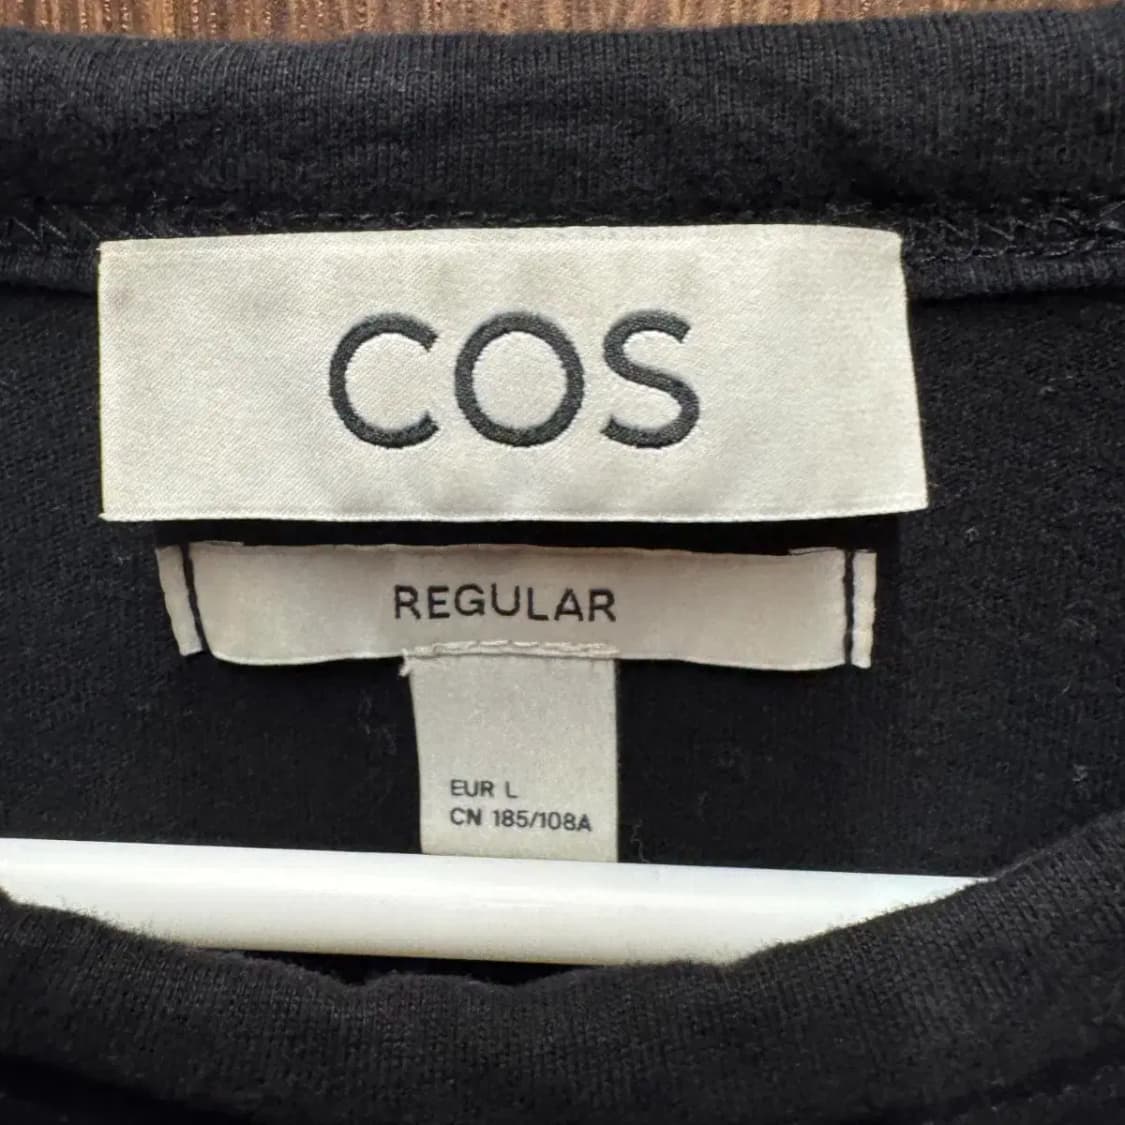 COS
REGULAR
EUR L
CN 185/108A